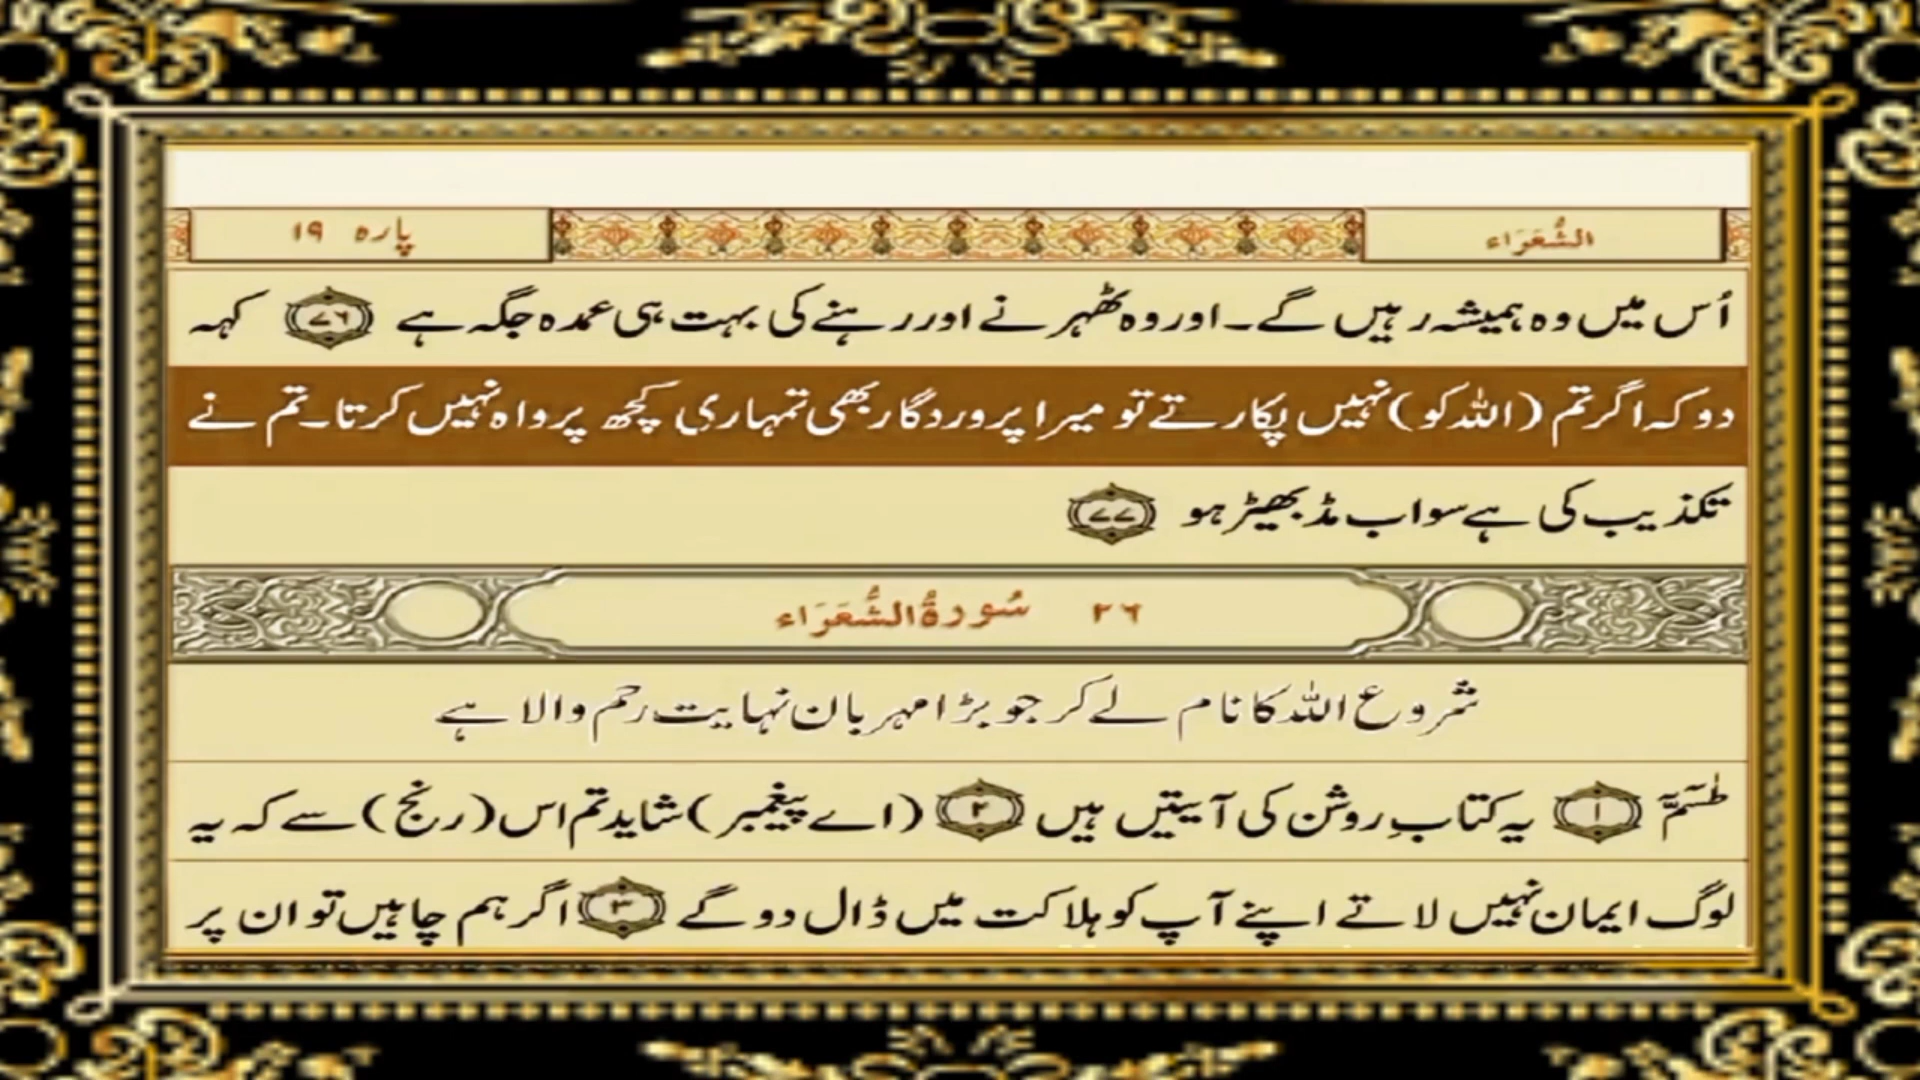 الشُّعَرَاء
پارہ ۱۹
اُس میں وہ ہمیشہ رہیں گے۔ اور وہ ٹھہرنے اور رہنے کی بہت ہی عمدہ جگہ ہے ۷۶ کہہ
دو کہ اگر تم (اللہ کو) نہیں پکارتے تو میرا پروردگار بھی تمہاری کچھ پرواہ نہیں کرتا۔ تم نے
تکذیب کی ہے سو اب مڈبھیڑ ہو ۷۷
۲۶ سُورۃُ الشُّعَرَاء
شروع اللہ کا نام لے کر جو بڑا مہربان نہایت رحم والا ہے
طٰسٓمّٓ ۱ یہ کتابِ روشن کی آیتیں ہیں ۲ (اے پیغمبر) شاید تم اس (رنج) سے کہ یہ
لوگ ایمان نہیں لاتے اپنے آپ کو ہلاکت میں ڈال دو گے ۳ اگر ہم چاہیں تو ان پر